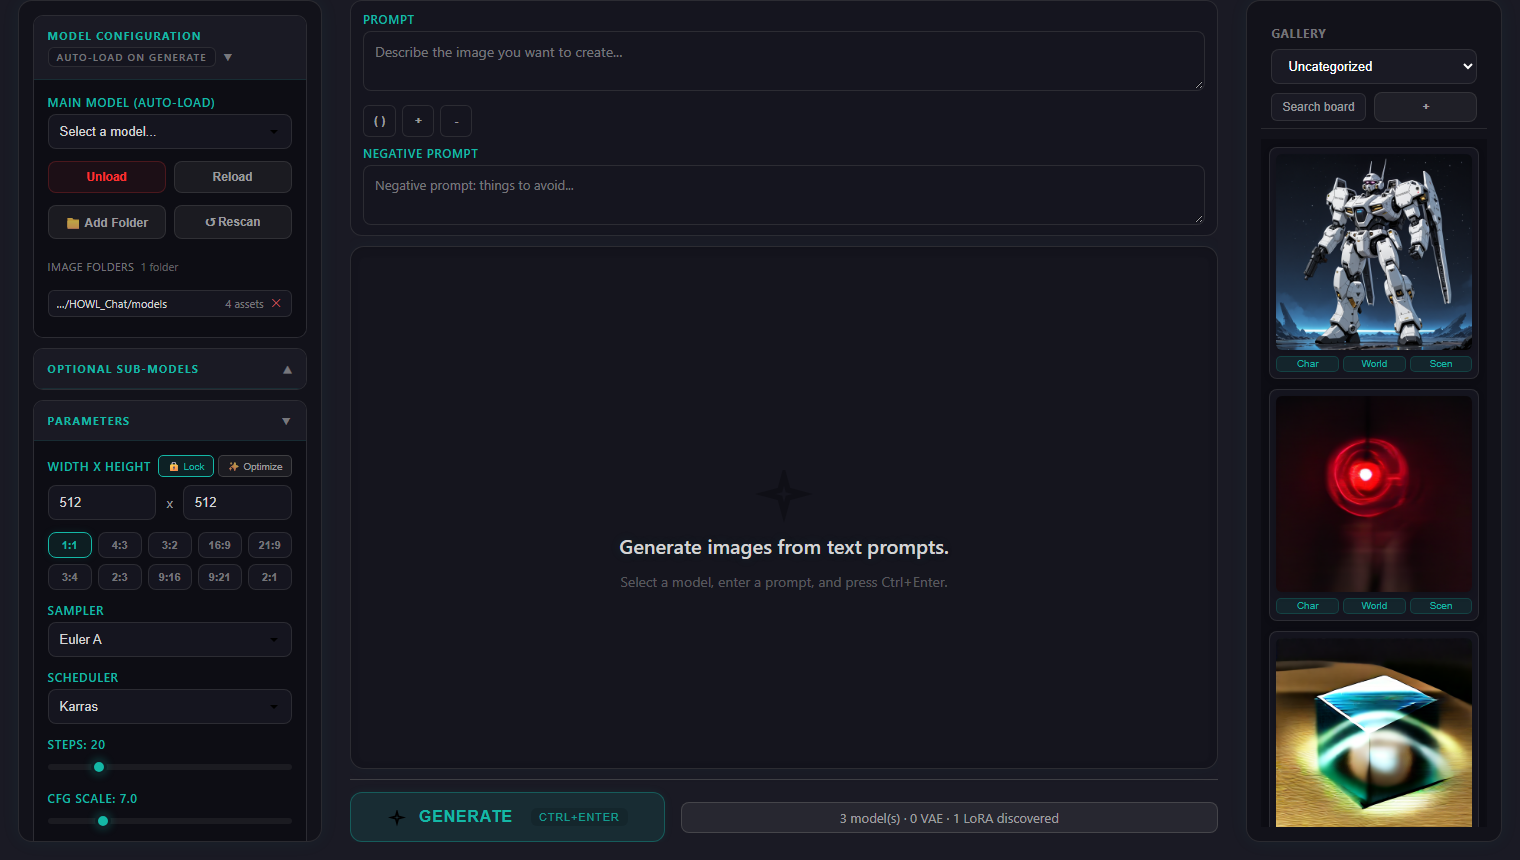 MODEL CONFIGURATION
AUTO-LOAD ON GENERATE ▼
MAIN MODEL (AUTO-LOAD)
Select a model...
Unload
Reload
Add Folder
↺ Rescan
IMAGE FOLDERS 1 folder
.../HOWL_Chat/models 4 assets ✕
OPTIONAL SUB-MODELS ▲
PARAMETERS ▼
WIDTH X HEIGHT
Lock
Optimize
512 x 512
1:1 4:3 3:2 16:9 21:9
3:4 2:3 9:16 9:21 2:1
SAMPLER
Euler A
SCHEDULER
Karras
STEPS: 20
CFG SCALE: 7.0
PROMPT
Describe the image you want to create...
( ) + -
NEGATIVE PROMPT
Negative prompt: things to avoid...
Generate images from text prompts.
Select a model, enter a prompt, and press Ctrl+Enter.
GENERATE CTRL+ENTER
3 model(s) · 0 VAE · 1 LoRA discovered
GALLERY
Uncategorized
Search board +
Char World Scen
Char World Scen